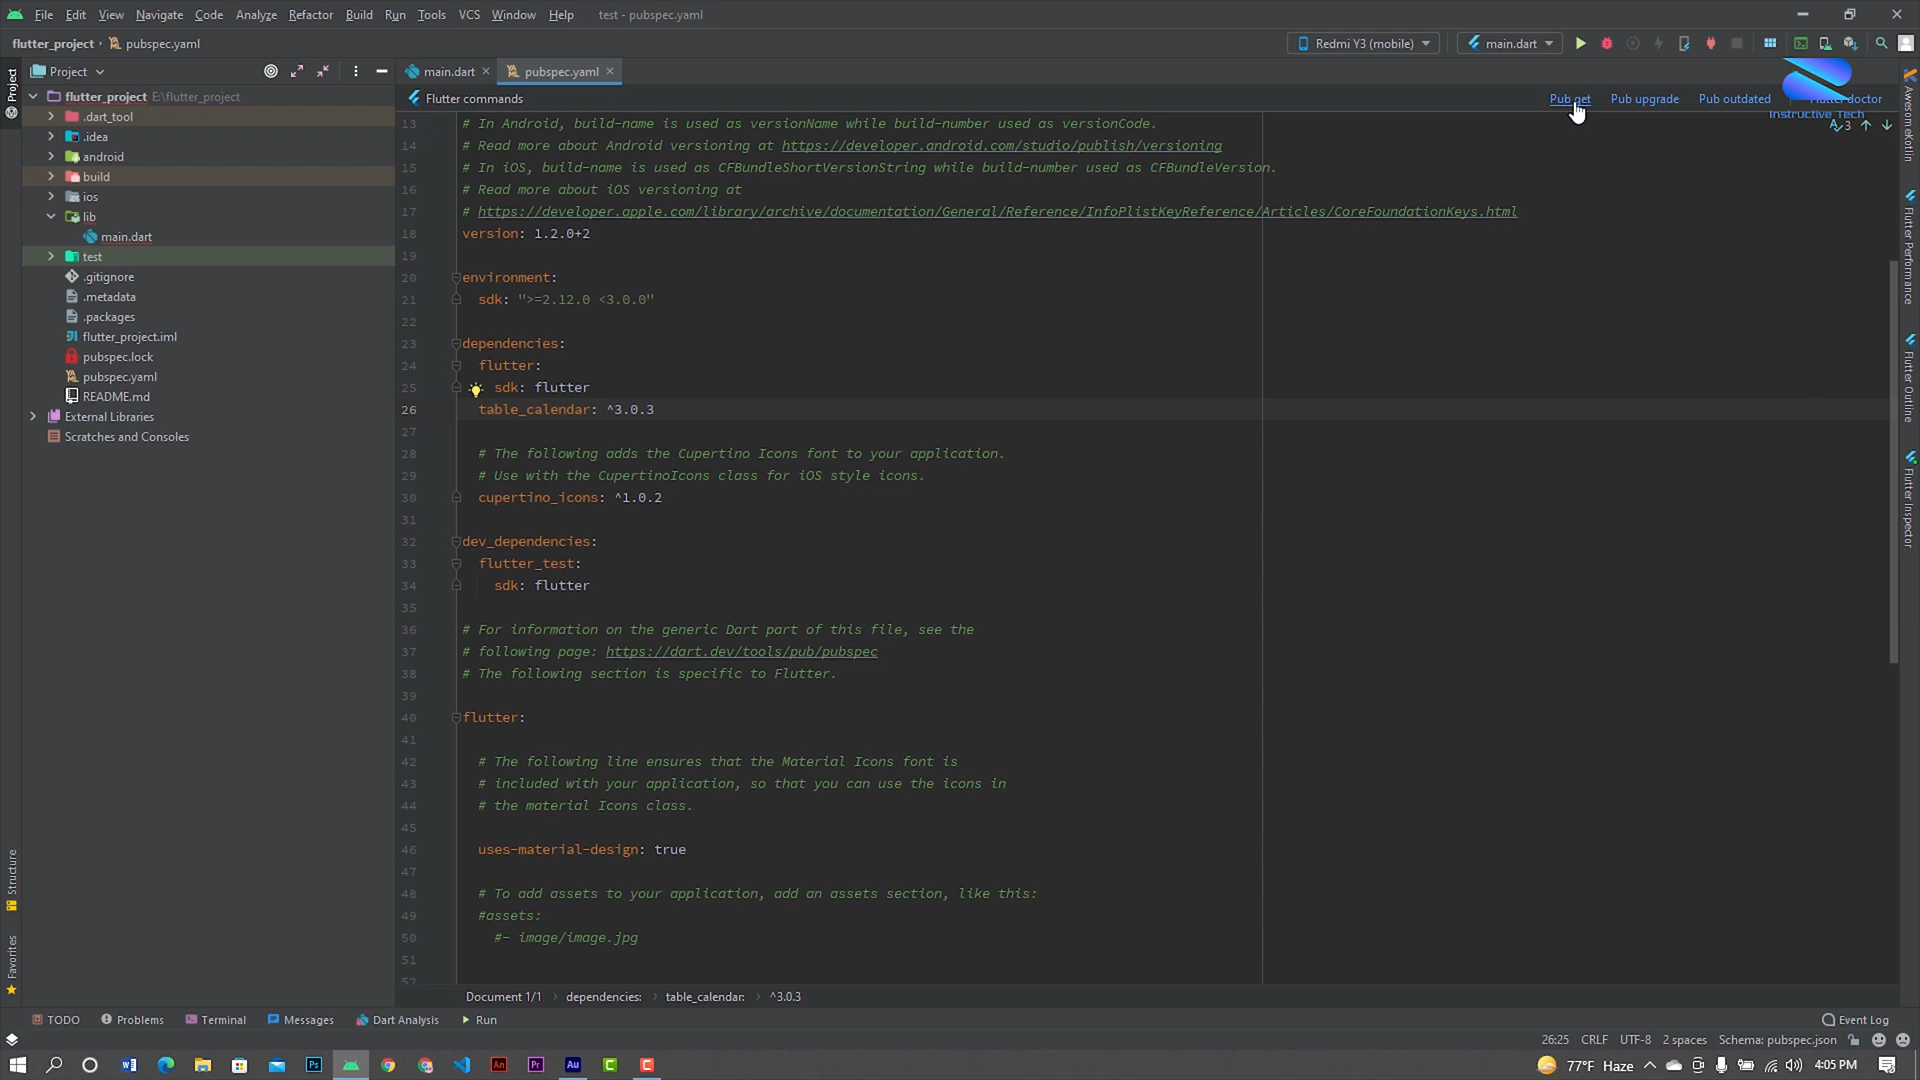 File Edit View Navigate Code Analyze Refactor Build Run Tools VCS Window Help test - pubspec.yaml
flutter_project pubspec.yaml Redmi Y3 (mobile) main.dart
Project main.dart pubspec.yaml
Project
flutter_project E:\flutter_project
.dart_tool
.idea
android
build
ios
lib
main.dart
test
.gitignore
.metadata
.packages
flutter_project.iml
pubspec.lock
pubspec.yaml
README.md
External Libraries
Scratches and Consoles
Flutter commands Pub get Pub upgrade Pub outdated Flutter doctor
Instructive Tech
3
13 # In Android, build-name is used as versionName while build-number used as versionCode.
14 # Read more about Android versioning at https://developer.android.com/studio/publish/versioning
15 # In iOS, build-name is used as CFBundleShortVersionString while build-number used as CFBundleVersion.
16 # Read more about iOS versioning at
17 # https://developer.apple.com/library/archive/documentation/General/Reference/InfoPlistKeyReference/Articles/CoreFoundationKeys.html
18 version: 1.2.0+2
19
20 environment:
21 sdk: ">=2.12.0 <3.0.0"
22
23 dependencies:
24 flutter:
25 sdk: flutter
26 table_calendar: ^3.0.3
27
28 # The following adds the Cupertino Icons font to your application.
29 # Use with the CupertinoIcons class for iOS style icons.
30 cupertino_icons: ^1.0.2
31
32 dev_dependencies:
33 flutter_test:
34 sdk: flutter
35
36 # For information on the generic Dart part of this file, see the
37 # following page: https://dart.dev/tools/pub/pubspec
38 # The following section is specific to Flutter.
39
40 flutter:
41
42 # The following line ensures that the Material Icons font is
43 # included with your application, so that you can use the icons in
44 # the material Icons class.
45
46 uses-material-design: true
47
48 # To add assets to your application, add an assets section, like this:
49 #assets:
50 #- image/image.jpg
51
52
AwesomeKotlin
Flutter Performance
Flutter Outline
Flutter Inspector
Structure
Favorites
Document 1/1 dependencies: table_calendar: ^3.0.3
TODO Problems Terminal Messages Dart Analysis Run Event Log
26:25 CRLF UTF-8 2 spaces Schema: pubspec.json
77°F Haze 4:05 PM